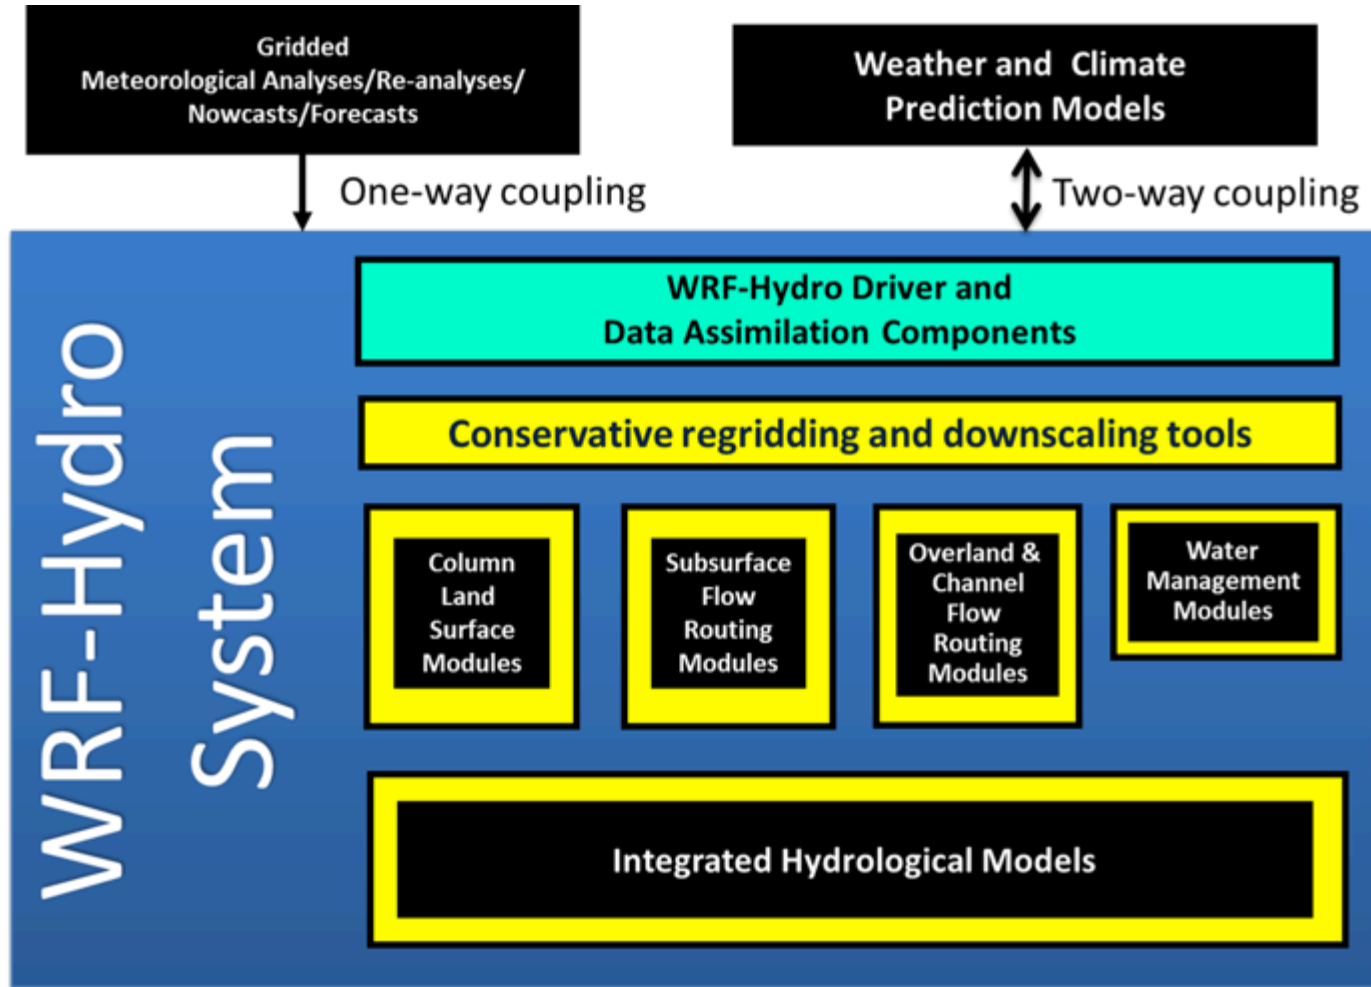 Gridded
Meteorological Analyses/Re-analyses/
Nowcasts/Forecasts
Weather and Climate
Prediction Models
One-way coupling
Two-way coupling
WRF-Hydro
System
WRF-Hydro Driver and
Data Assimilation Components
Conservative regridding and downscaling tools
Column
Land
Surface
Modules
Subsurface
Flow
Routing
Modules
Overland &
Channel
Flow
Routing
Modules
Water
Management
Modules
Integrated Hydrological Models